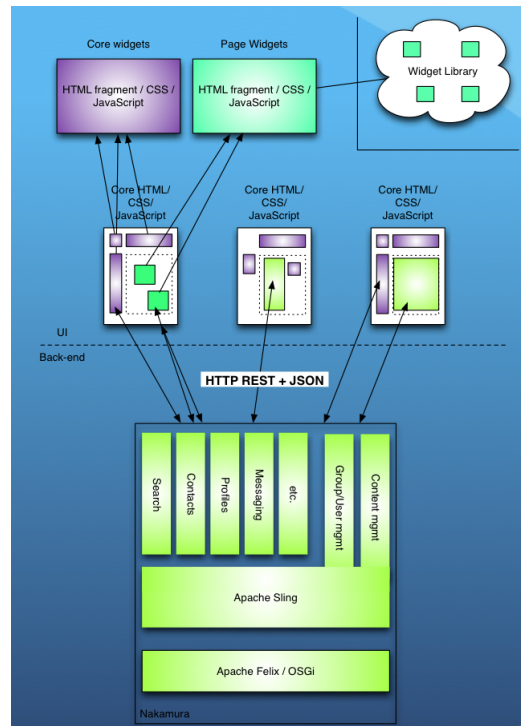 Core widgets
Page Widgets
HTML fragment / CSS /
JavaScript
HTML fragment / CSS /
JavaScript
Widget Library
Core HTML/
CSS/
JavaScript
Core HTML/
CSS/
JavaScript
Core HTML/
CSS/
JavaScript
UI
Back-end
HTTP REST + JSON
Search
Contacts
Profiles
Messaging
etc.
Group/User mgmt
Content mgmt
Apache Sling
Apache Felix / OSGi
Nakamura